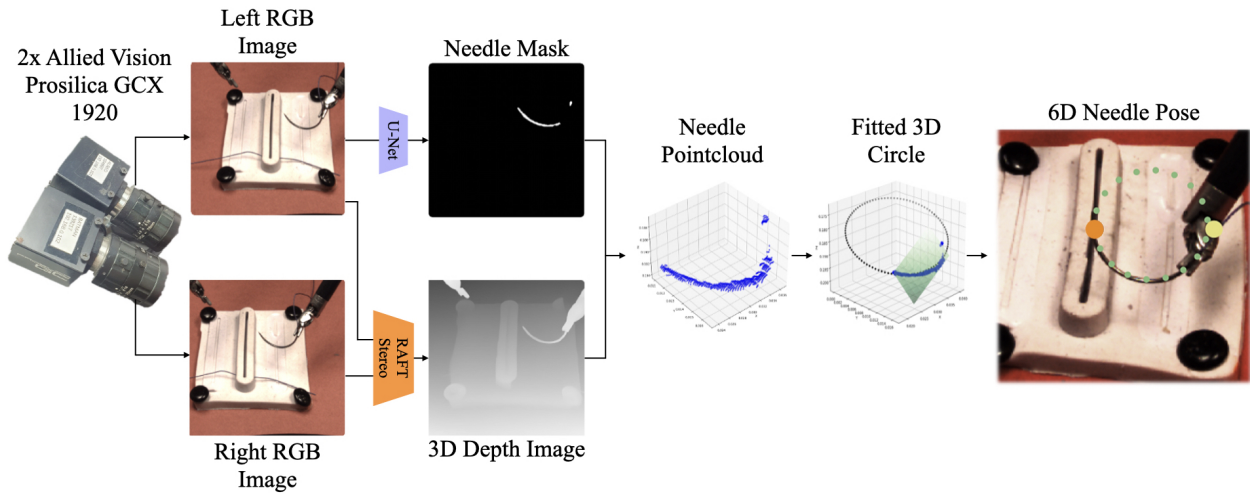 2x Allied Vision
Prosilica GCX
1920
Left RGB
Image
Needle Mask
U-Net
Needle
Pointcloud
Fitted 3D
Circle
6D Needle Pose
RAFT
Stereo
Right RGB
Image
3D Depth Image